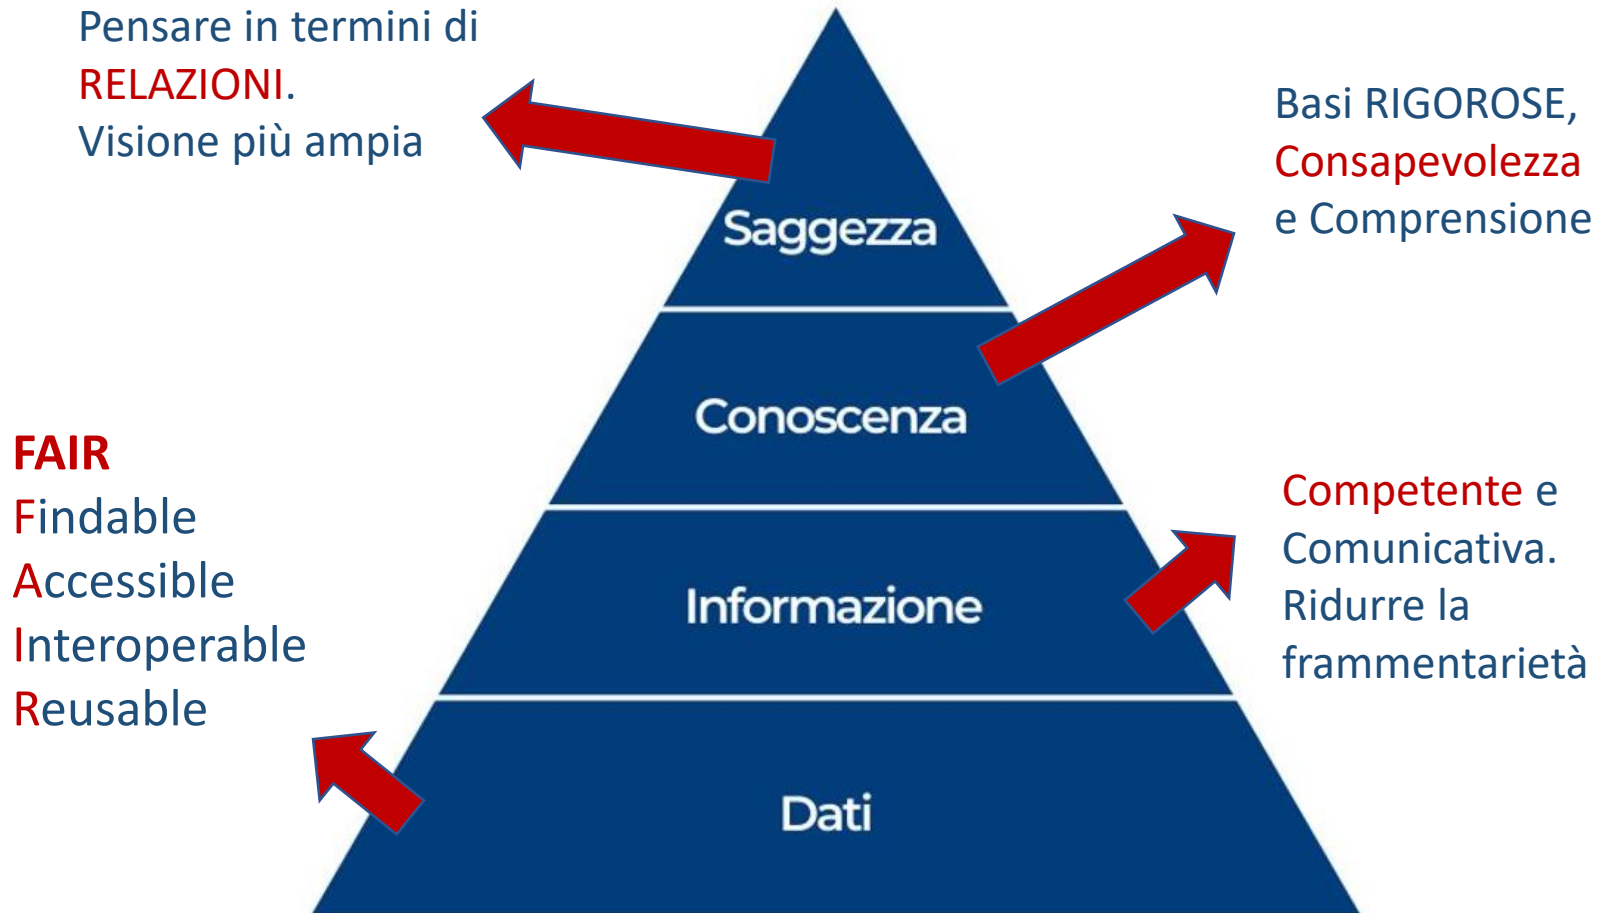 Pensare in termini di
RELAZIONI.
Visione più ampia
Basi RIGOROSE,
Consapevolezza
e Comprensione
Saggezza
Conoscenza
FAIR
Findable
Accessible
Interoperable
Reusable
Competente e
Comunicativa.
Ridurre la
frammentarietà
Informazione
Dati